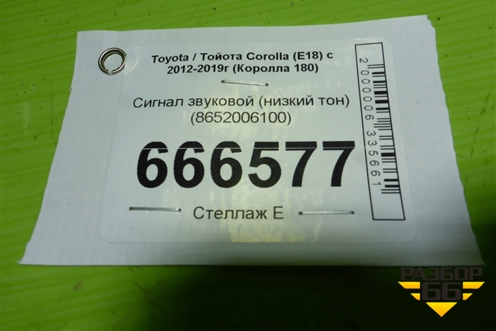 Toyota / Тойота Corolla (E18) с
2012-2019г (Королла 180)
Сигнал звуковой (низкий тон)
(8652006100)
666577
Стеллаж Е
2000006335661
РАЗБОР
66